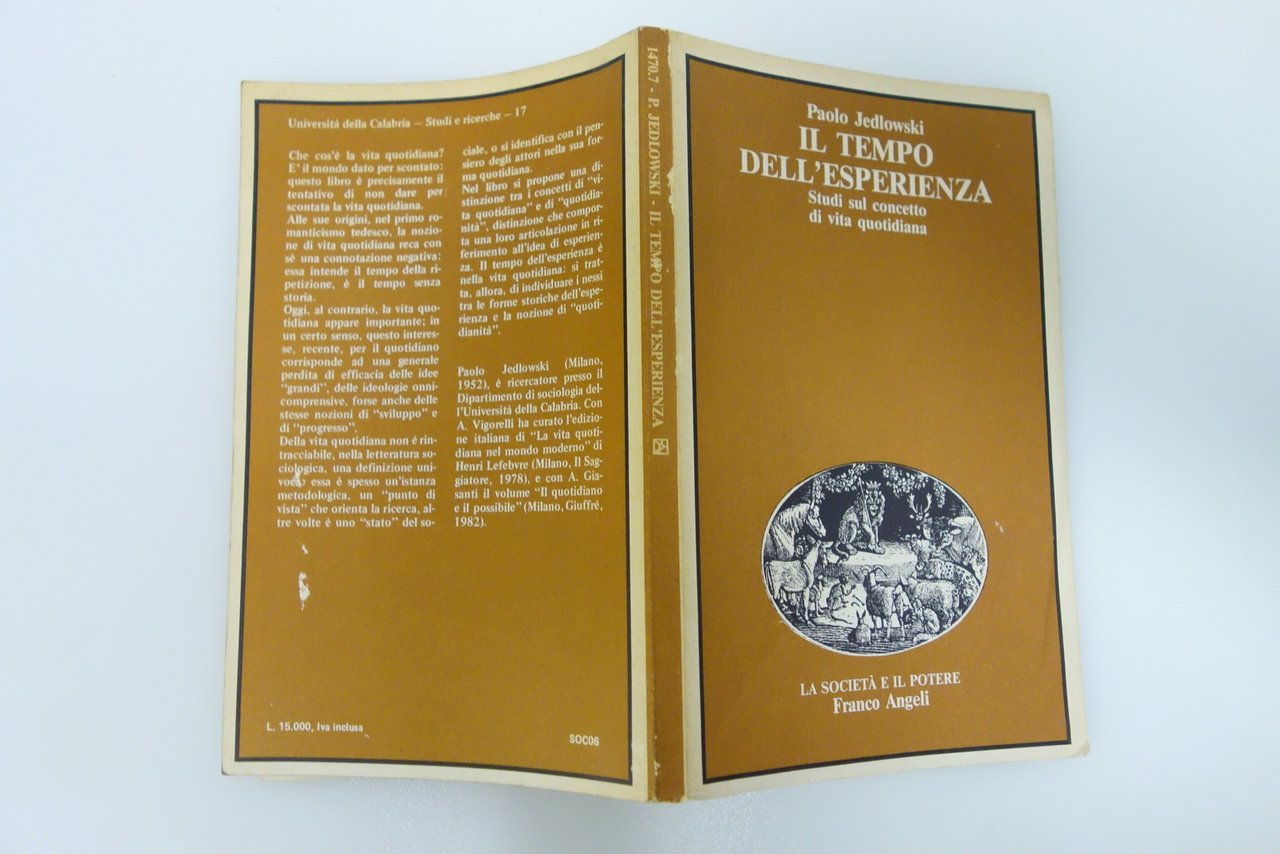 Università della Calabria – Studi e ricerche – 17
Che cos'è la vita quotidiana?
E' il mondo dato per scontato:
questo libro è precisamente il
tentativo di non dare per
scontata la vita quotidiana.
Alle sue origini, nel primo ro-
manticismo tedesco, la nozio-
ne di vita quotidiana reca con
sè una connotazione negativa:
essa intende il tempo della ri-
petizione, è il tempo senza
storia.
Oggi, al contrario, la vita quo-
tidiana appare importante; in
un certo senso, questo interes-
se, recente, per il quotidiano
corrisponde ad una generale
perdita di efficacia delle idee
“grandi”, delle ideologie onni-
comprensive, forse anche delle
stesse nozioni di “sviluppo” e
di “progresso”.
Della vita quotidiana non è rin-
tracciabile, nella letteratura so-
ciologica, una definizione uni-
voca: essa è spesso un'istanza
metodologica, un “punto di
vista” che orienta la ricerca, al-
tre volte è uno “stato” del so-
ciale, o si identifica con il pen-
siero degli attori nella sua for-
ma quotidiana.
Nel libro si propone una di-
stinzione tra i concetti di “vi-
ta quotidiana” e di “quotidia-
nità”, distinzione che compor-
ta una loro articolazione in ri-
ferimento all'idea di esperien-
za. Il tempo dell'esperienza è
nella vita quotidiana: si trat-
ta, allora, di individuare i nessi
tra le forme storiche dell'espe-
rienza e la nozione di “quoti-
dianità”.
Paolo Jedlowski (Milano,
1952), è ricercatore presso il
Dipartimento di sociologia del-
l'Università della Calabria. Con
A. Vigorelli ha curato l'edizio-
ne italiana di “La vita quoti-
diana nel mondo moderno” di
Henri Lefebvre (Milano, Il Sag-
giatore, 1978), e con A. Gia-
santi il volume “Il quotidiano
e il possibile” (Milano, Giuffrè,
1982).
L. 15.000, Iva inclusa
SOC06
1470.7 - P. JEDLOWSKI - IL TEMPO DELL'ESPERIENZA
Paolo Jedlowski
IL TEMPO
DELL'ESPERIENZA
Studi sul concetto
di vita quotidiana
LA SOCIETÀ E IL POTERE
Franco Angeli